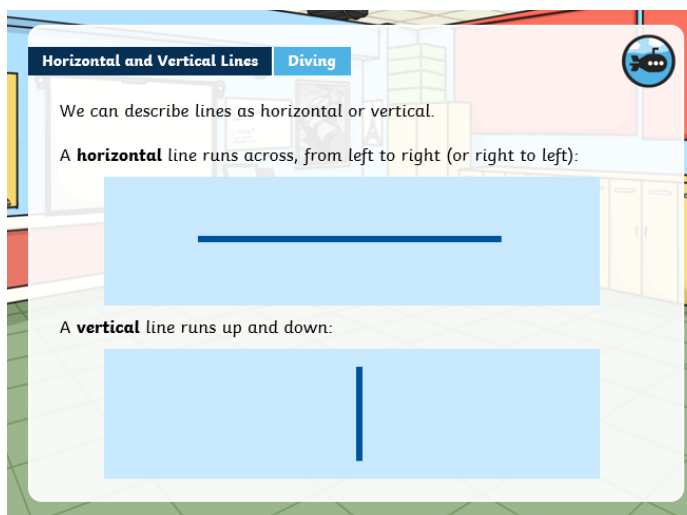 Horizontal and Vertical Lines Diving
We can describe lines as horizontal or vertical.
A horizontal line runs across, from left to right (or right to left):
A vertical line runs up and down: